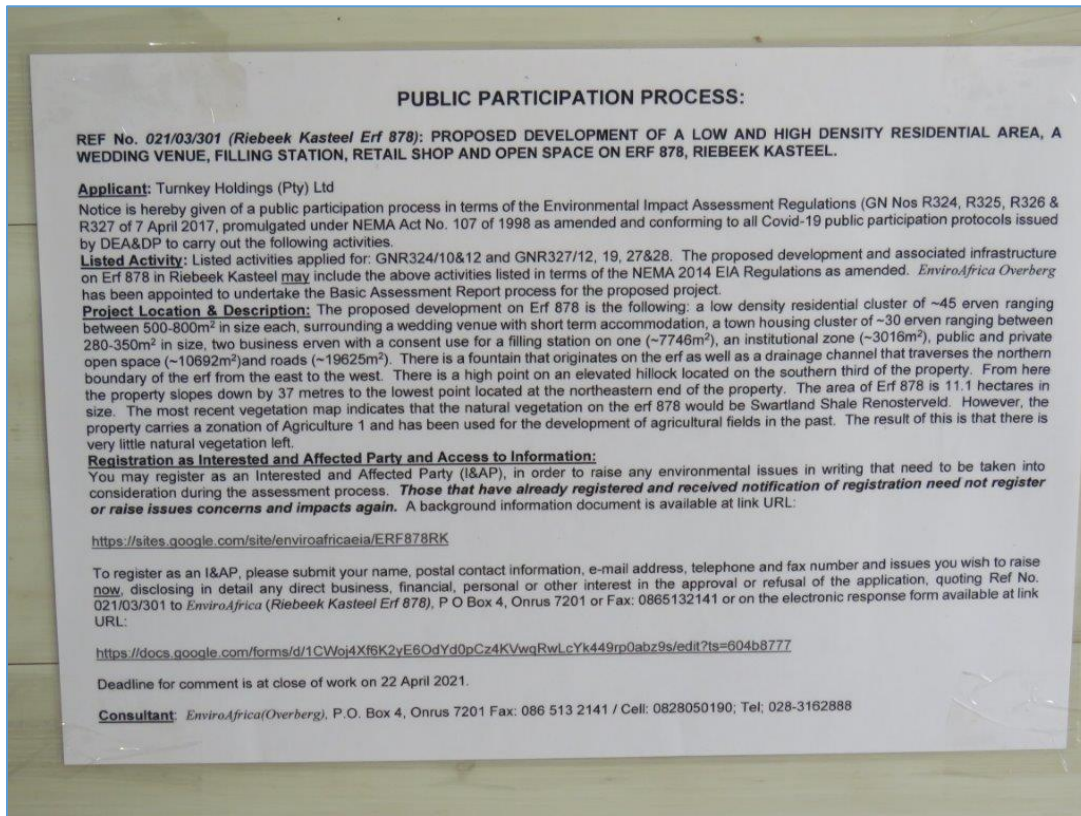 PUBLIC PARTICIPATION PROCESS:
REF No. 021/03/301 (Riebeek Kasteel Erf 878): PROPOSED DEVELOPMENT OF A LOW AND HIGH DENSITY RESIDENTIAL AREA, A
WEDDING VENUE, FILLING STATION, RETAIL SHOP AND OPEN SPACE ON ERF 878, RIEBEEK KASTEEL.
Applicant: Turnkey Holdings (Pty) Ltd
Notice is hereby given of a public participation process in terms of the Environmental Impact Assessment Regulations (GN Nos R324, R325, R326 &
R327 of 7 April 2017, promulgated under NEMA Act No. 107 of 1998 as amended and conforming to all Covid-19 public participation protocols issued
by DEA&DP to carry out the following activities.
Listed Activity: Listed activities applied for: GNR324/10&12 and GNR327/12, 19, 27&28. The proposed development and associated infrastructure
on Erf 878 in Riebeek Kasteel may include the above activities listed in terms of the NEMA 2014 EIA Regulations as amended. EnviroAfrica Overberg
has been appointed to undertake the Basic Assessment Report process for the proposed project.
Project Location & Description: The proposed development on Erf 878 is the following: a low density residential cluster of ~45 erven ranging
between 500-800m² in size each, surrounding a wedding venue with short term accommodation, a town housing cluster of ~30 erven ranging between
280-350m² in size, two business erven with a consent use for a filling station on one (~7746m²), an institutional zone (~3016m²), public and private
open space (~10692m²)and roads (~19625m²). There is a fountain that originates on the erf as well as a drainage channel that traverses the northern
boundary of the erf from the east to the west. There is a high point on an elevated hillock located on the southern third of the property. From here
the property slopes down by 37 metres to the lowest point located at the northeastern end of the property. The area of Erf 878 is 11.1 hectares in
size. The most recent vegetation map indicates that the natural vegetation on the erf 878 would be Swartland Shale Renosterveld. However, the
property carries a zonation of Agriculture 1 and has been used for the development of agricultural fields in the past. The result of this is that there is
very little natural vegetation left.
Registration as Interested and Affected Party and Access to Information:
You may register as an Interested and Affected Party (I&AP), in order to raise any environmental issues in writing that need to be taken into
consideration during the assessment process. Those that have already registered and received notification of registration need not register
or raise issues concerns and impacts again. A background information document is available at link URL:
https://sites.google.com/site/enviroafricaeia/ERF878RK
To register as an I&AP, please submit your name, postal contact information, e-mail address, telephone and fax number and issues you wish to raise
now, disclosing in detail any direct business, financial, personal or other interest in the approval or refusal of the application, quoting Ref No.
021/03/301 to EnviroAfrica (Riebeek Kasteel Erf 878), P O Box 4, Onrus 7201 or Fax: 0865132141 or on the electronic response form available at link
URL:
https://docs.google.com/forms/d/1CWoj4Xf6K2yE6OdYd0pCz4KVwqRwLcYk449rp0abz9s/edit?ts=604b8777
Deadline for comment is at close of work on 22 April 2021.
Consultant: EnviroAfrica(Overberg), P.O. Box 4, Onrus 7201 Fax: 086 513 2141 / Cell: 0828050190; Tel; 028-3162888